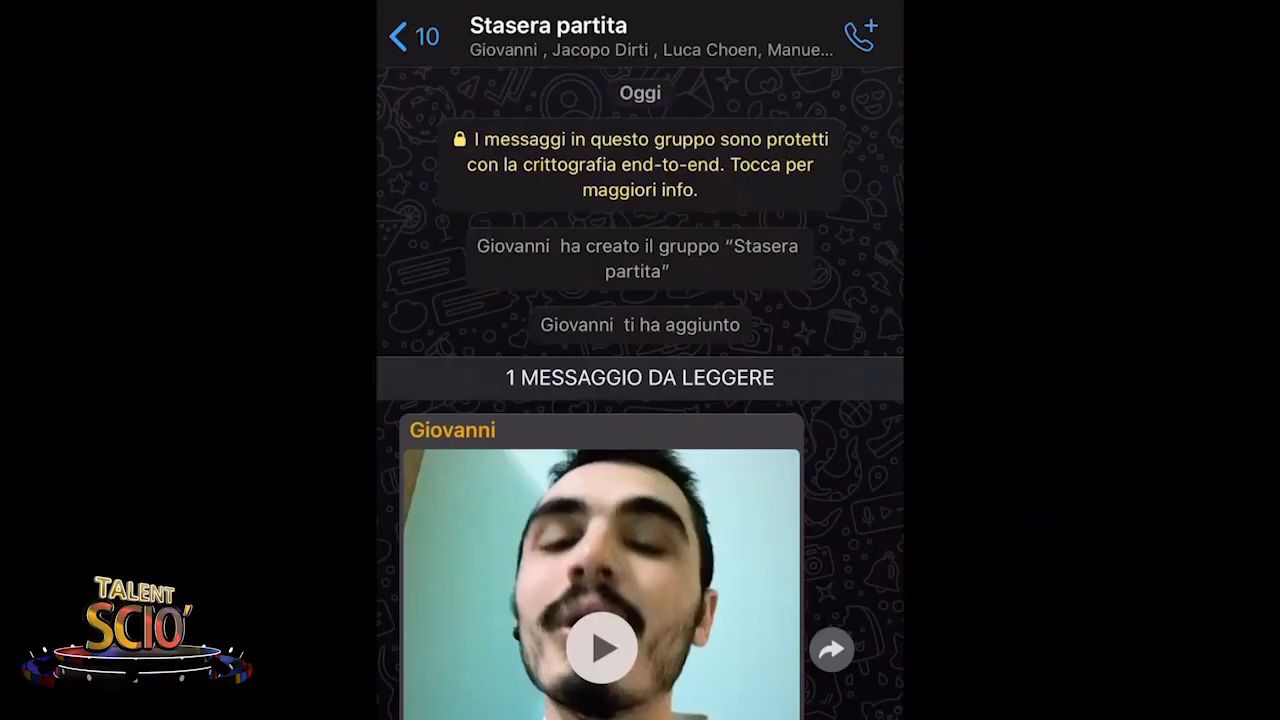 10
Stasera partita
Giovanni , Jacopo Dirti , Luca Choen, Manue...
Oggi
I messaggi in questo gruppo sono protetti
con la crittografia end-to-end. Tocca per
maggiori info.
Giovanni ha creato il gruppo “Stasera
partita”
Giovanni ti ha aggiunto
1 MESSAGGIO DA LEGGERE
Giovanni
TALENT
SCIO'